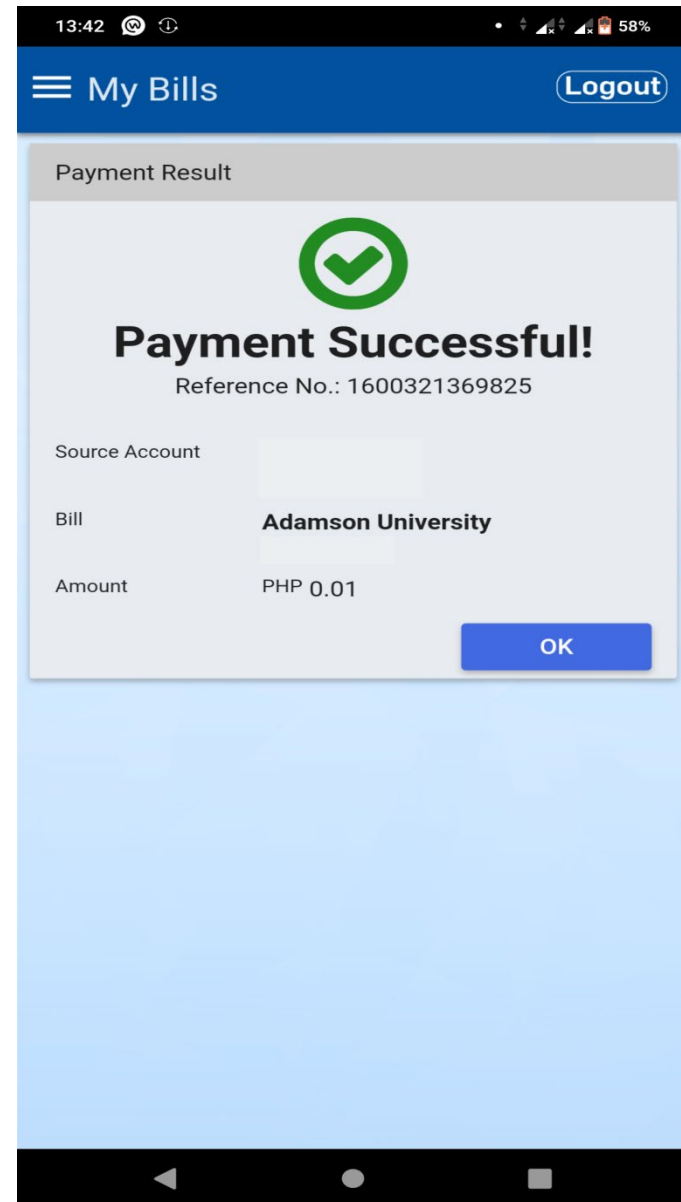 13:42 58%
My Bills Logout
Payment Result
Payment Successful!
Reference No.: 1600321369825
Source Account
Bill Adamson University
Amount PHP 0.01
OK